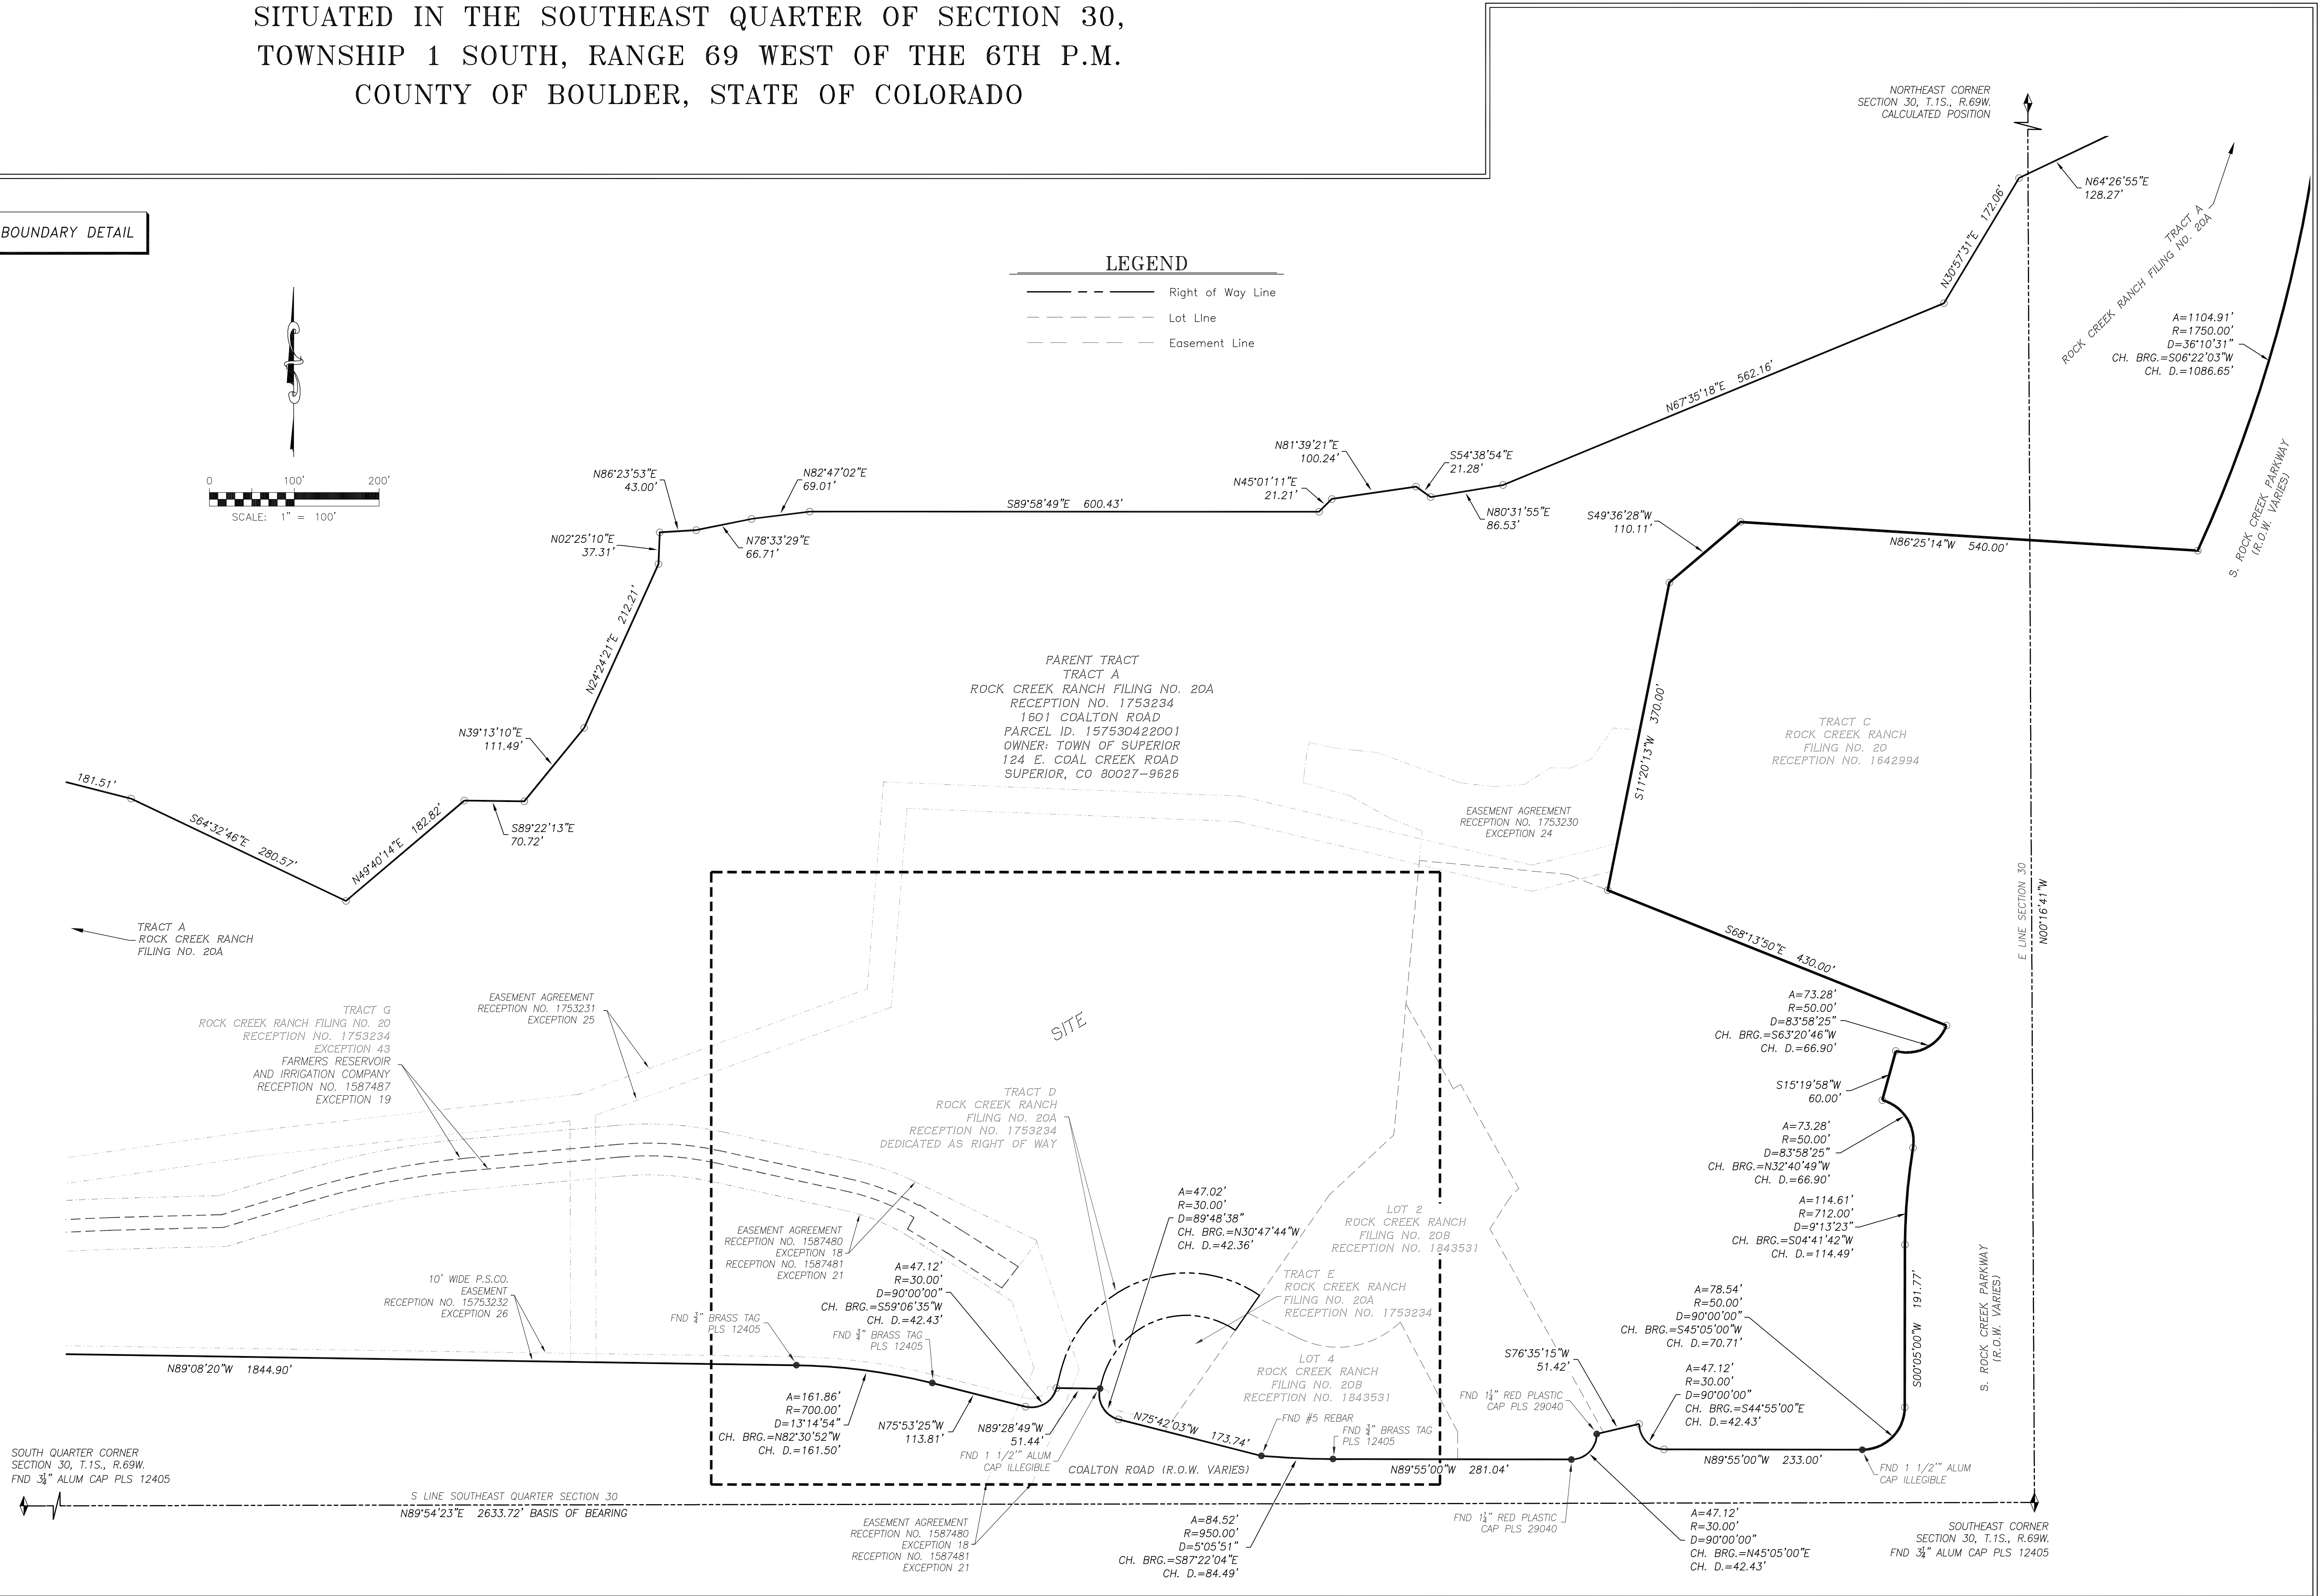 SITUATED IN THE SOUTHEAST QUARTER OF SECTION 30,
TOWNSHIP 1 SOUTH, RANGE 69 WEST OF THE 6TH P.M.
COUNTY OF BOULDER, STATE OF COLORADO
NORTHEAST CORNER
SECTION 30, T.1S., R.69W.
CALCULATED POSITION
N64°26'55"E
128.27'
N30°57'31"E 172.06'
TRACT A
ROCK CREEK RANCH FILING NO. 20A
BOUNDARY DETAIL
LEGEND
Right of Way Line
Lot LIne
Easement Line
A=1104.91'
R=1750.00'
D=36°10'31"
CH. BRG.=S06°22'03"W
CH. D.=1086.65'
S. ROCK CREEK PARKWAY
(R.O.W. VARIES)
0 100' 200'
SCALE: 1" = 100'
N67°35'18"E 562.16'
N81°39'21"E
100.24'
S54°38'54"E
21.28'
N45°01'11"E
21.21'
N80°31'55"E
86.53'
N86°23'53"E
43.00'
N82°47'02"E
69.01'
S89°58'49"E 600.43'
N02°25'10"E
37.31'
N78°33'29"E
66.71'
S49°36'28"W
110.11'
N86°25'14"W 540.00'
N24°24'21"E 212.21'
N39°13'10"E
111.49'
PARENT TRACT
TRACT A
ROCK CREEK RANCH FILING NO. 20A
RECEPTION NO. 1753234
1601 COALTON ROAD
PARCEL ID. 157530422001
OWNER: TOWN OF SUPERIOR
124 E. COAL CREEK ROAD
SUPERIOR, CO 80027-9626
S11°20'13"W 370.00'
TRACT C
ROCK CREEK RANCH
FILING NO. 20
RECEPTION NO. 1642994
EASEMENT AGREEMENT
RECEPTION NO. 1753230
EXCEPTION 24
181.51'
S64°32'46"E 280.57'
N49°40'14"E 182.82'
S89°22'13"E
70.72'
TRACT A
ROCK CREEK RANCH
FILING NO. 20A
E LINE SECTION 30
N00°16'41"W
S68°13'50"E 430.00'
TRACT G
ROCK CREEK RANCH FILING NO. 20
RECEPTION NO. 1753234
EXCEPTION 43
FARMERS RESERVOIR
AND IRRIGATION COMPANY
RECEPTION NO. 1587487
EXCEPTION 19
EASEMENT AGREEMENT
RECEPTION NO. 1753231
EXCEPTION 25
SITE
A=73.28'
R=50.00'
D=83°58'25"
CH. BRG.=S63°20'46"W
CH. D.=66.90'
S15°19'58"W
60.00'
TRACT D
ROCK CREEK RANCH
FILING NO. 20A
RECEPTION NO. 1753234
DEDICATED AS RIGHT OF WAY
A=73.28'
R=50.00'
D=83°58'25"
CH. BRG.=N32°40'49"W
CH. D.=66.90'
A=47.02'
R=30.00'
D=89°48'38"
CH. BRG.=N30°47'44"W
CH. D.=42.36'
LOT 2
ROCK CREEK RANCH
FILING NO. 20B
RECEPTION NO. 1843531
A=114.61'
R=712.00'
D=9°13'23"
CH. BRG.=S04°41'42"W
CH. D.=114.49'
EASEMENT AGREEMENT
RECEPTION NO. 1587480
EXCEPTION 18
RECEPTION NO. 1587481
EXCEPTION 21
10' WIDE P.S.CO.
EASEMENT
RECEPTION NO. 15753232
EXCEPTION 26
A=47.12'
R=30.00'
D=90°00'00"
CH. BRG.=S59°06'35"W
CH. D.=42.43'
FND 3/4" BRASS TAG
PLS 12405
FND 3/4" BRASS TAG
PLS 12405
TRACT E
ROCK CREEK RANCH
FILING NO. 20A
RECEPTION NO. 1753234
A=78.54'
R=50.00'
D=90°00'00"
CH. BRG.=S45°05'00"W
CH. D.=70.71'
S00°05'00"W 191.77'
S. ROCK CREEK PARKWAY
(R.O.W. VARIES)
N89°08'20"W 1844.90'
LOT 4
ROCK CREEK RANCH
FILING NO. 20B
RECEPTION NO. 1843531
S76°35'15"W
51.42'
A=47.12'
R=30.00'
D=90°00'00"
CH. BRG.=S44°55'00"E
CH. D.=42.43'
FND 1 1/4" RED PLASTIC
CAP PLS 29040
A=161.86'
R=700.00'
D=13°14'54"
CH. BRG.=N82°30'52"W
CH. D.=161.50'
N75°53'25"W
113.81'
N89°28'49"W
51.44'
FND 1 1/2" ALUM
CAP ILLEGIBLE
N75°42'03"W 173.74'
FND #5 REBAR
FND 3/4" BRASS TAG
PLS 12405
COALTON ROAD (R.O.W. VARIES)
N89°55'00"W 281.04'
N89°55'00"W 233.00'
FND 1 1/2" ALUM
CAP ILLEGIBLE
SOUTH QUARTER CORNER
SECTION 30, T.1S., R.69W.
FND 3 1/4" ALUM CAP PLS 12405
S LINE SOUTHEAST QUARTER SECTION 30
N89°54'23"E 2633.72' BASIS OF BEARING
EASEMENT AGREEMENT
RECEPTION NO. 1587480
EXCEPTION 18
RECEPTION NO. 1587481
EXCEPTION 21
A=84.52'
R=950.00'
D=5°05'51"
CH. BRG.=S87°22'04"E
CH. D.=84.49'
FND 1 1/4" RED PLASTIC
CAP PLS 29040
A=47.12'
R=30.00'
D=90°00'00"
CH. BRG.=N45°05'00"E
CH. D.=42.43'
SOUTHEAST CORNER
SECTION 30, T.1S., R.69W.
FND 3 1/4" ALUM CAP PLS 12405